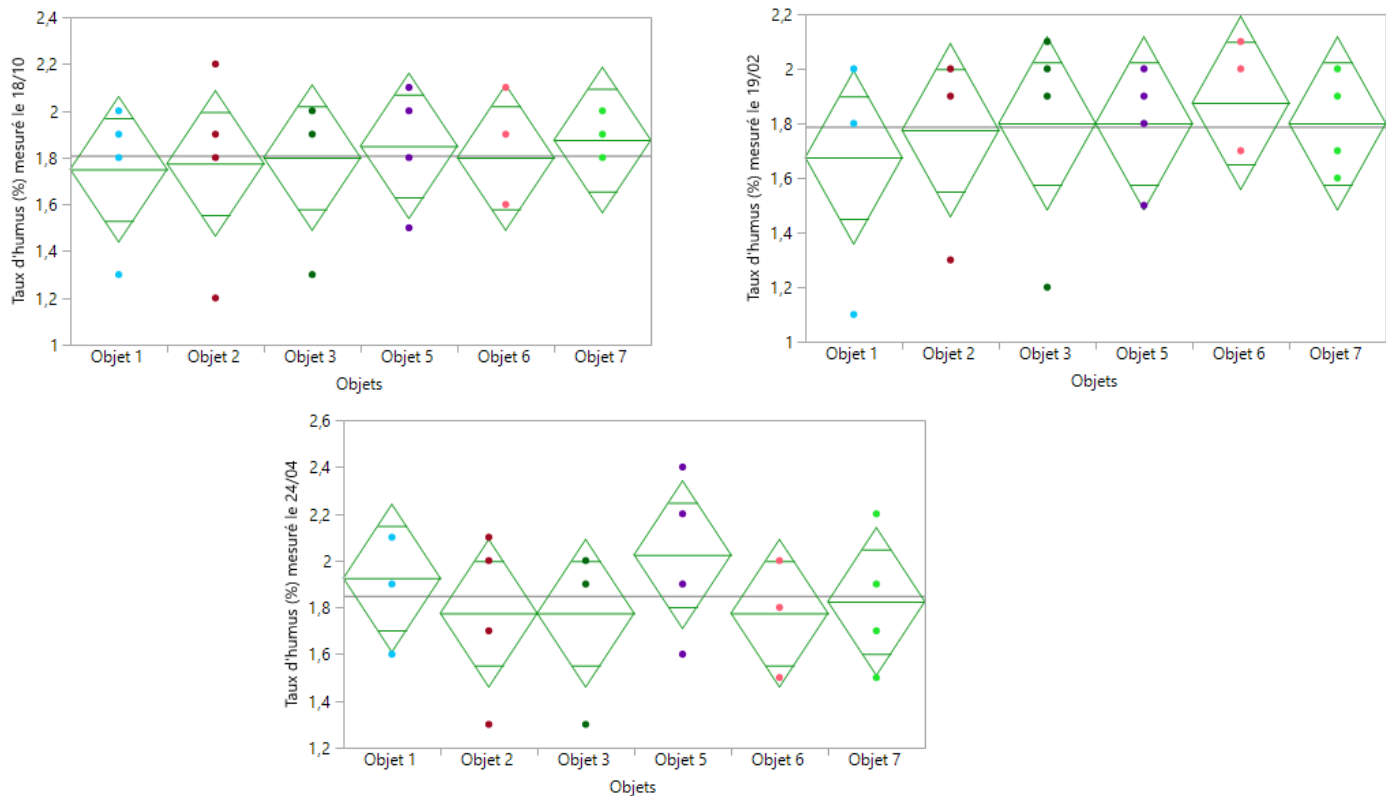 Taux d'humus (%) mesuré le 18/10
2,4
2,2
2
1,8
1,6
1,4
1,2
1
Objet 1 Objet 2 Objet 3 Objet 5 Objet 6 Objet 7
Objets
Taux d'humus (%) mesuré le 19/02
2,2
2
1,8
1,6
1,4
1,2
1
Objet 1 Objet 2 Objet 3 Objet 5 Objet 6 Objet 7
Objets
Taux d'humus (%) mesuré le 24/04
2,6
2,4
2,2
2
1,8
1,6
1,4
1,2
Objet 1 Objet 2 Objet 3 Objet 5 Objet 6 Objet 7
Objets